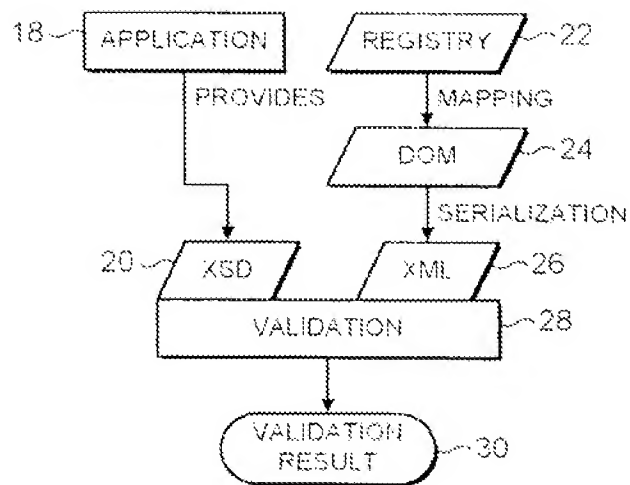 18
APPLICATION
REGISTRY
22
PROVIDES
MAPPING
DOM
24
SERIALIZATION
20
XSD
XML
26
VALIDATION
28
VALIDATION
RESULT
30